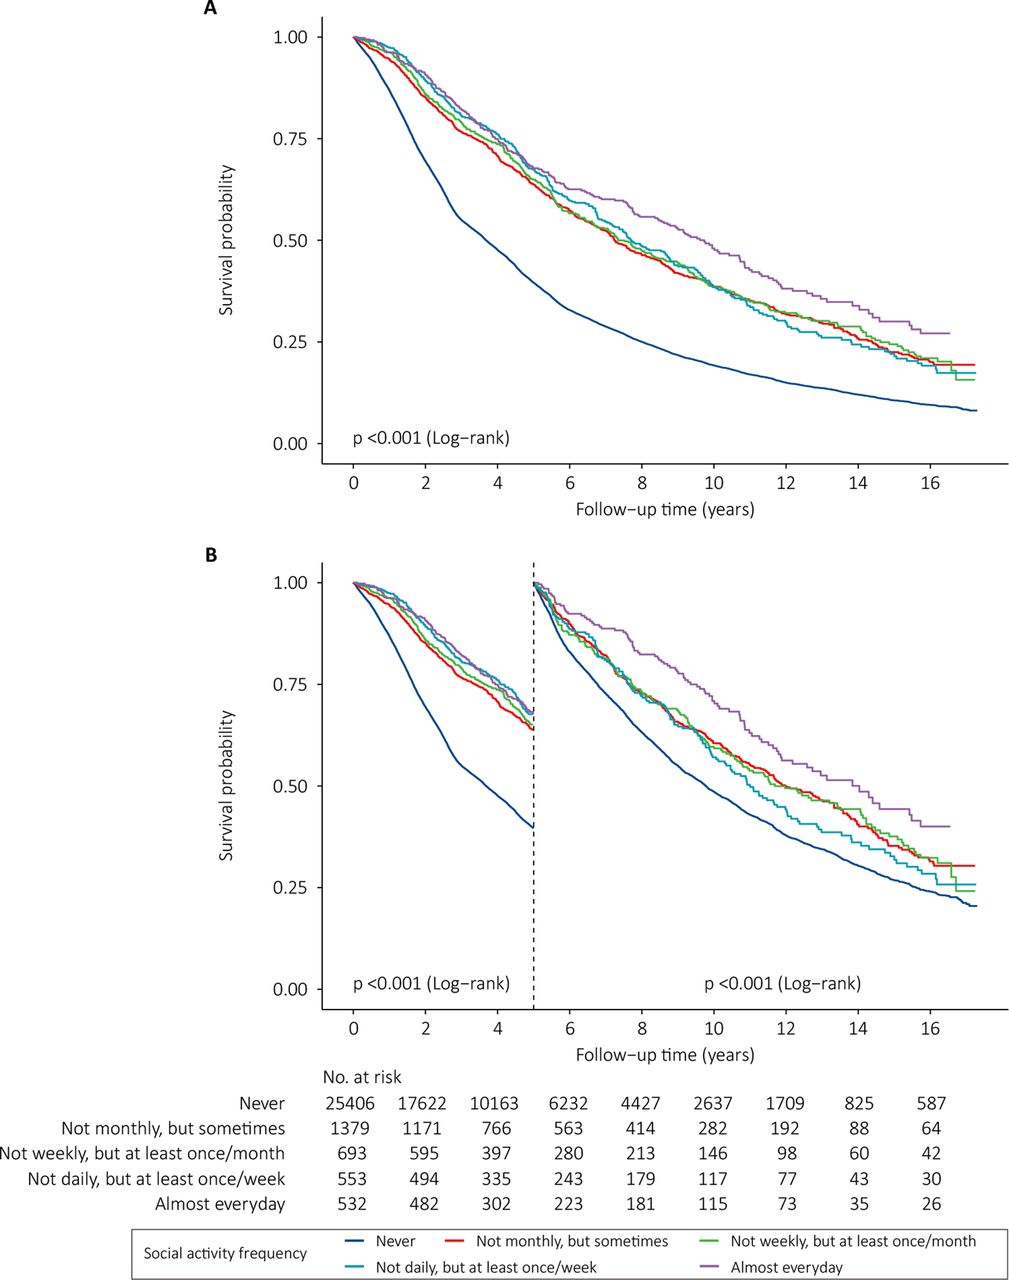 A
1.00
0.75
0.50
0.25
0.00
Survival probability
p <0.001 (Log−rank)
0 2 4 6 8 10 12 14 16
Follow−up time (years)
B
1.00
0.75
0.50
0.25
0.00
Survival probability
p <0.001 (Log−rank) p <0.001 (Log−rank)
0 2 4 6 8 10 12 14 16
Follow−up time (years)
No. at risk
Never 25406 17622 10163 6232 4427 2637 1709 825 587
Not monthly, but sometimes 1379 1171 766 563 414 282 192 88 64
Not weekly, but at least once/month 693 595 397 280 213 146 98 60 42
Not daily, but at least once/week 553 494 335 243 179 117 77 43 30
Almost everyday 532 482 302 223 181 115 73 35 26
Social activity frequency
Never Not monthly, but sometimes Not weekly, but at least once/month
Not daily, but at least once/week Almost everyday